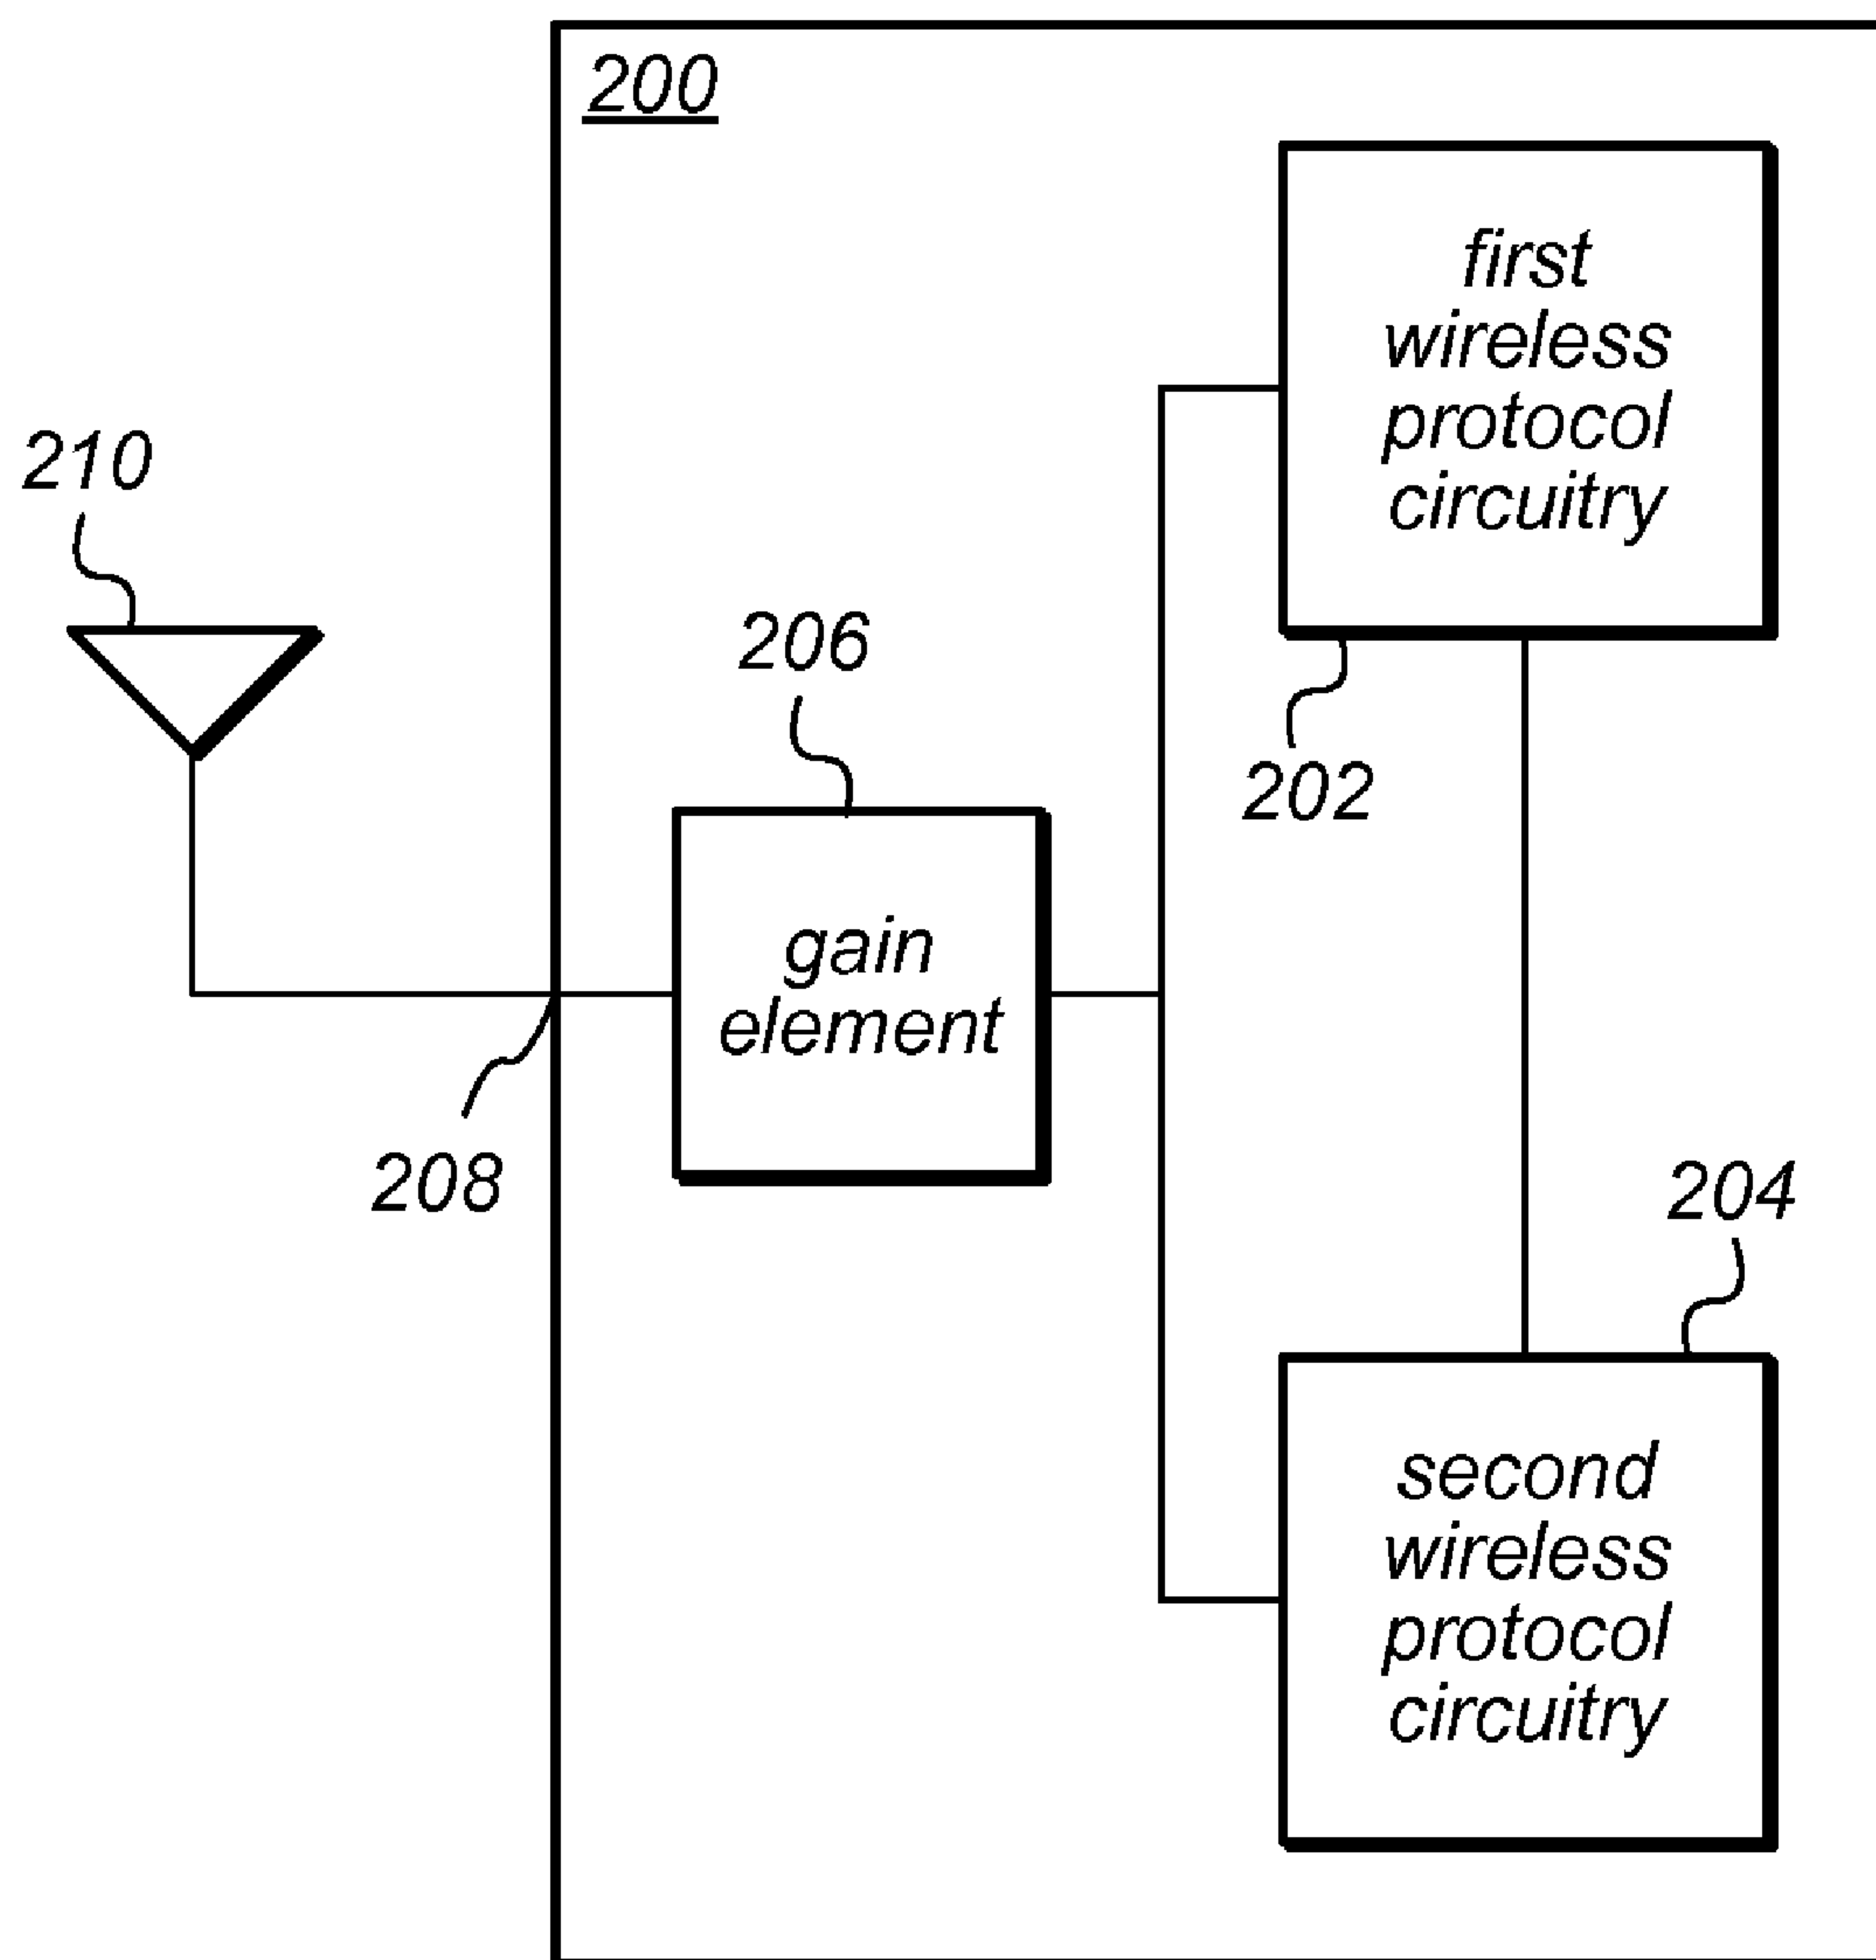 200
first
wireless
protocol
circuitry
210
206
202
gain
element
208
204
second
wireless
protocol
circuitry